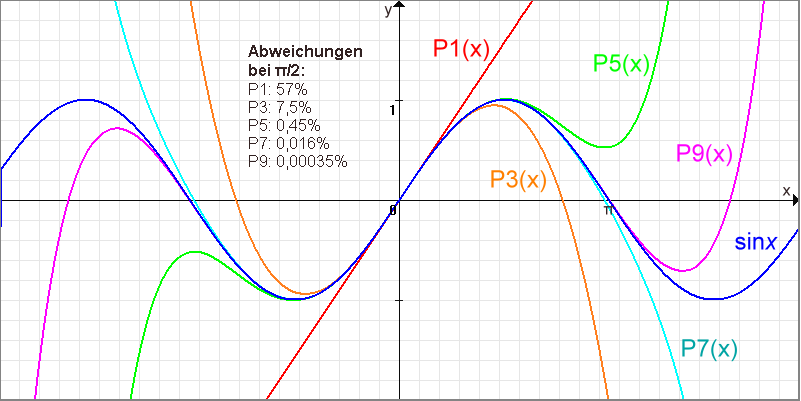 y
Abweichungen
bei π/2:
P1: 57%
P3: 7,5%
P5: 0,45%
P7: 0,016%
P9: 0,00035%
P1(x)
P5(x)
1
P9(x)
P3(x)
x
0
π
sinx
P7(x)